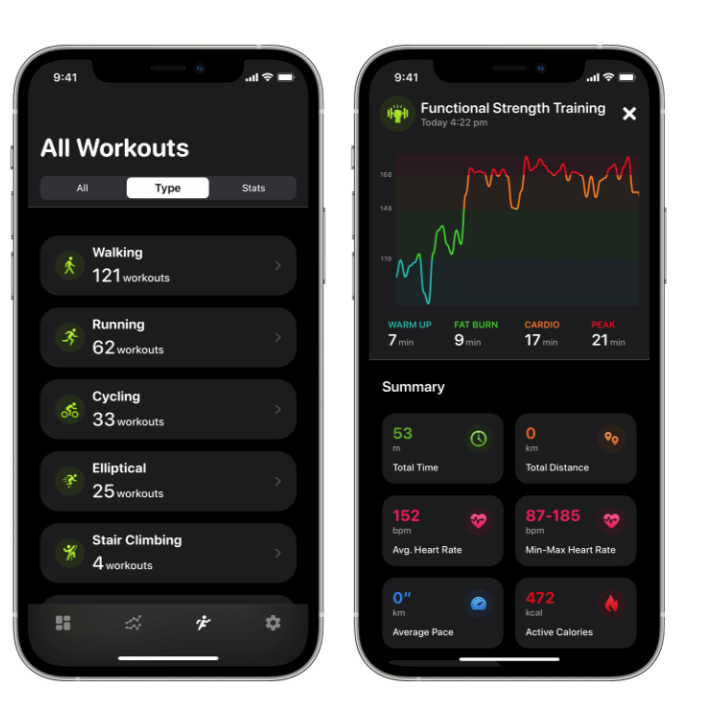 9:41
All Workouts
All Type Stats
Walking
121 workouts
Running
62 workouts
Cycling
33 workouts
Elliptical
25 workouts
Stair Climbing
4 workouts
9:41
Functional Strength Training
Today 4:22 pm
168
148
119
WARM UP FAT BURN CARDIO PEAK
7 min 9 min 17 min 21 min
Summary
53 0
m km
Total Time Total Distance
152 87-185
bpm bpm
Avg. Heart Rate Min-Max Heart Rate
0" 472
km kcal
Average Pace Active Calories